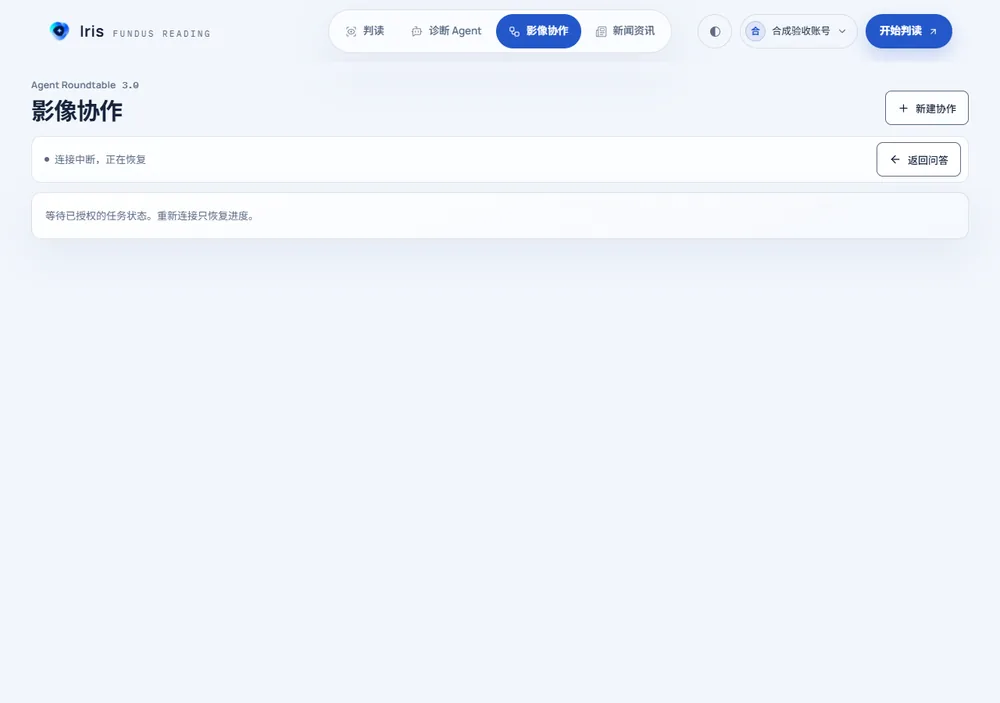 Iris FUNDUS READING
判读
诊断 Agent
影像协作
新闻资讯
合 合成验收账号
开始判读
Agent Roundtable 3.0
影像协作
新建协作
连接中断，正在恢复
返回问答
等待已授权的任务状态。重新连接只恢复进度。